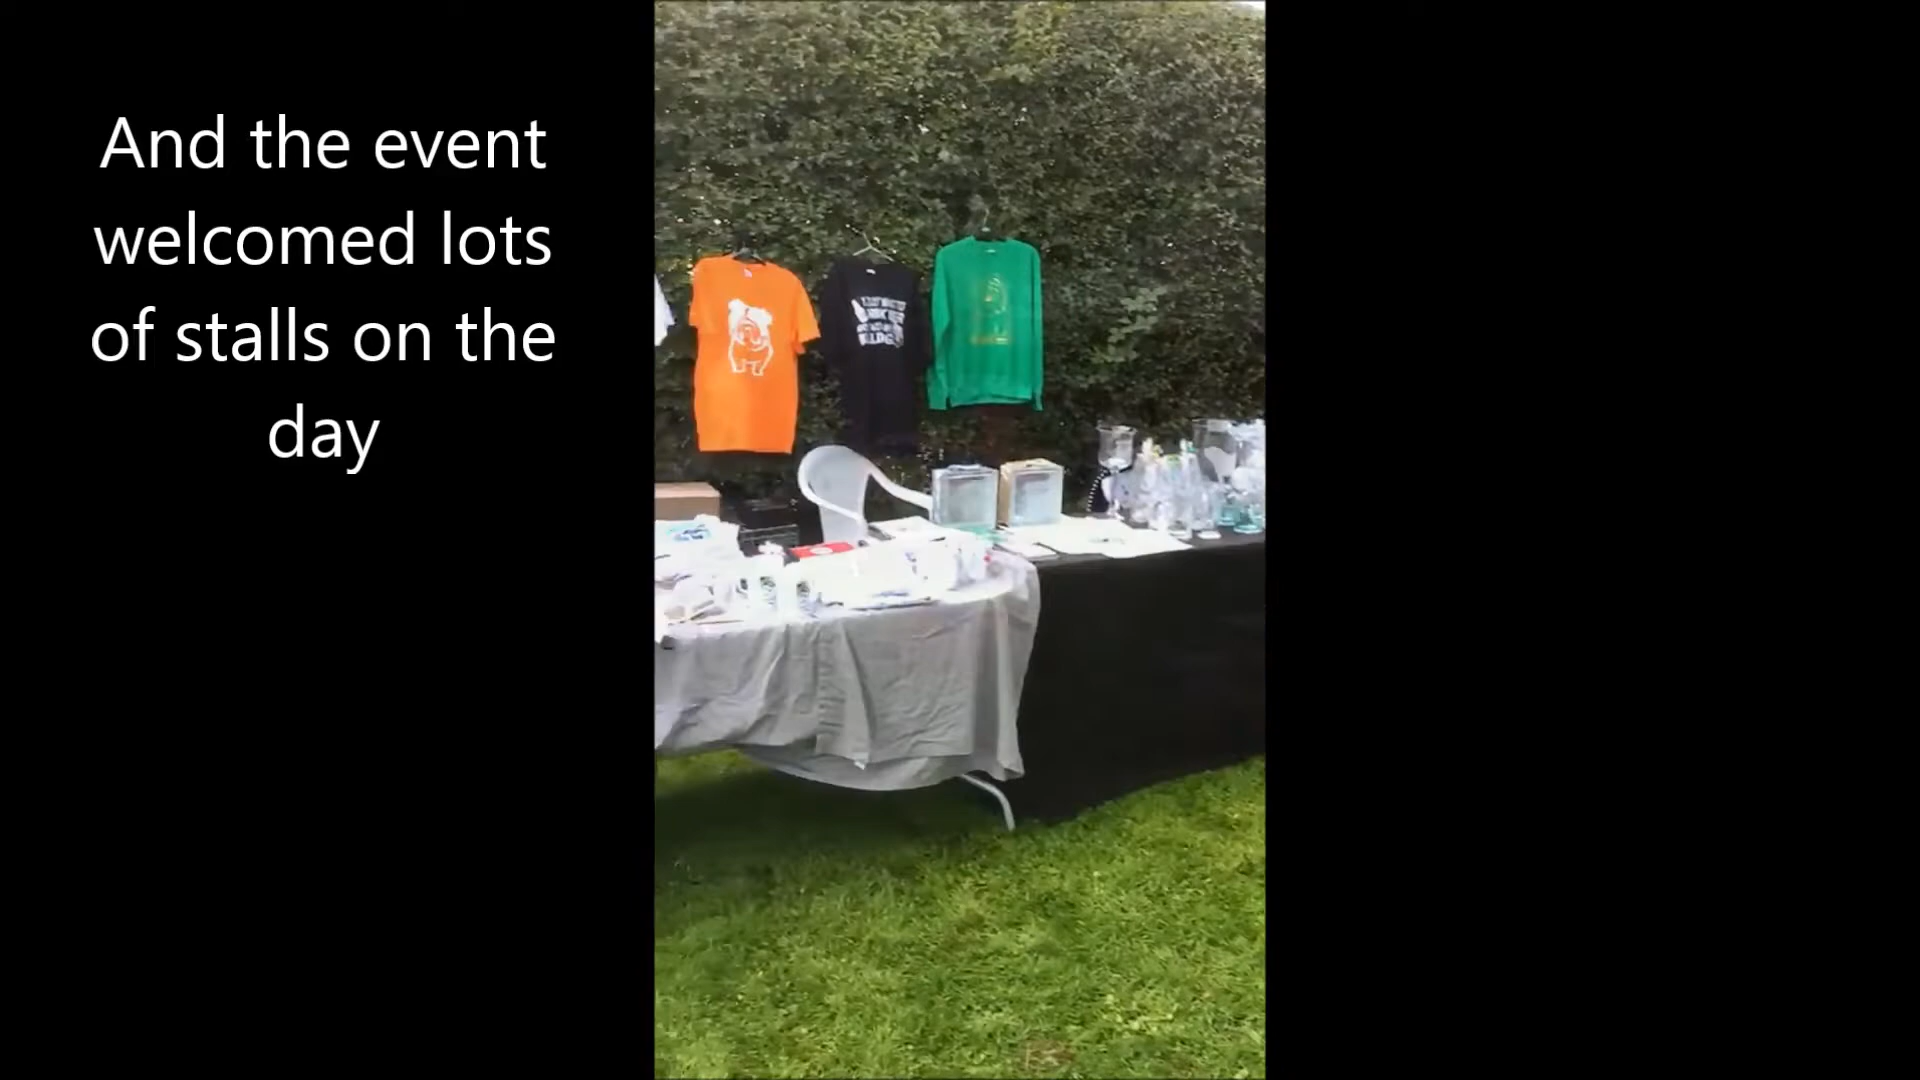 And the event
welcomed lots
of stalls on the
day